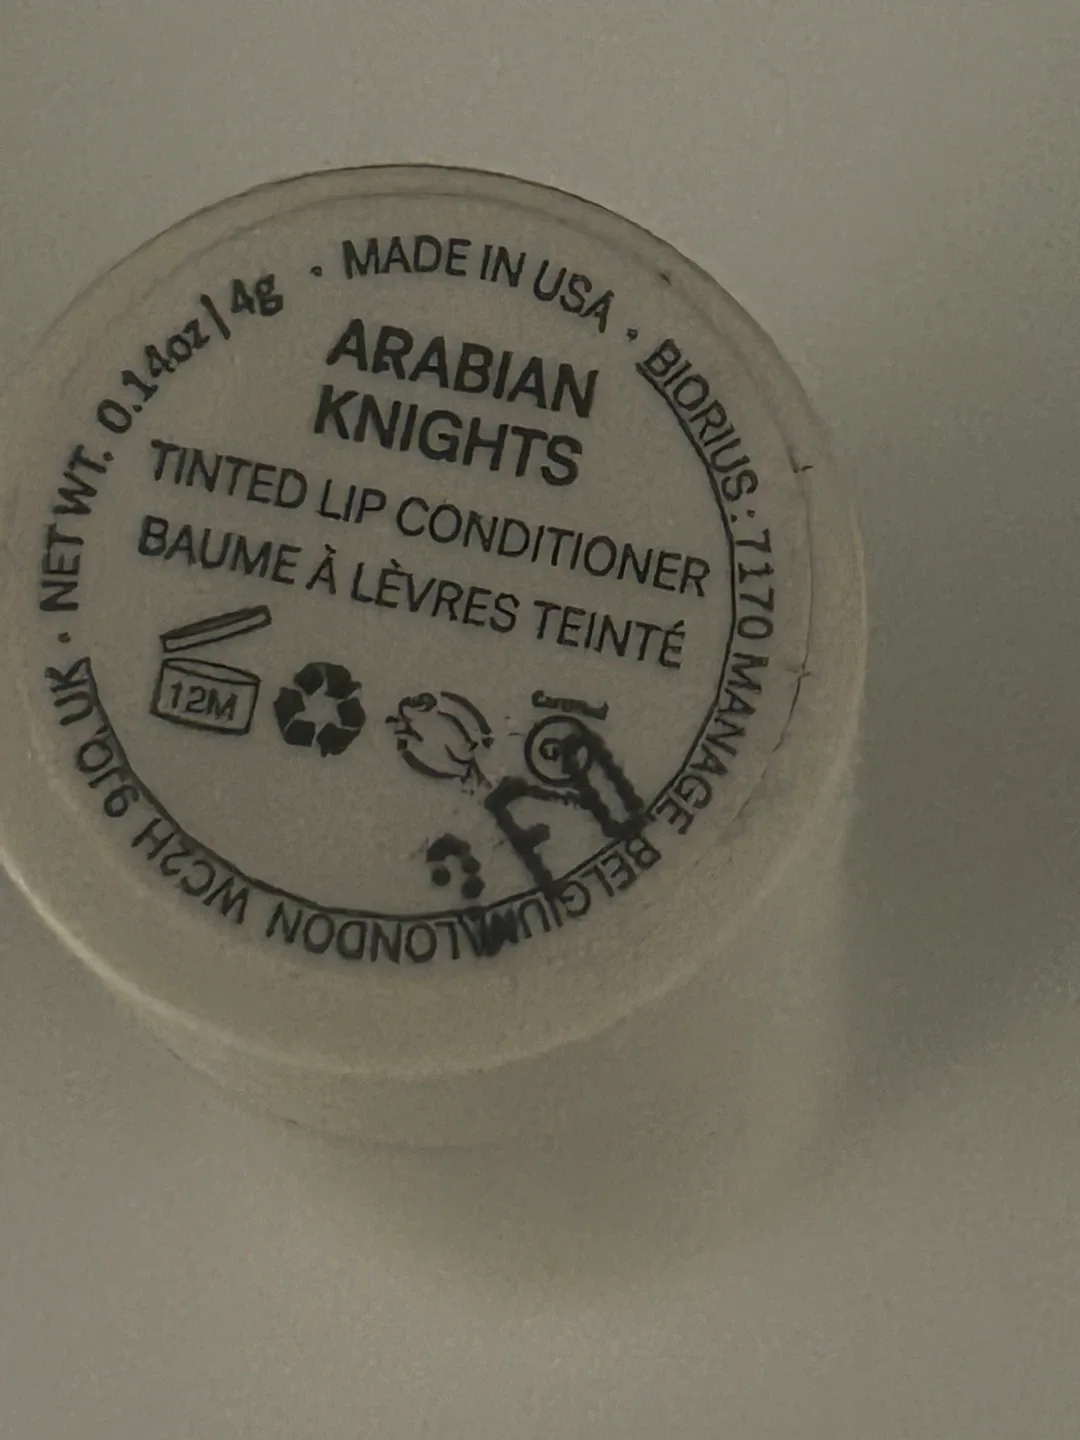 MADE IN USA · BIORIUS: 7170 MANAGE BELGIUM
LONDON WC2H 9JQ, UK · NET WT. 0.14oz | 4g ·
ARABIAN
KNIGHTS
TINTED LIP CONDITIONER
BAUME À LÈVRES TEINTÉ
12M